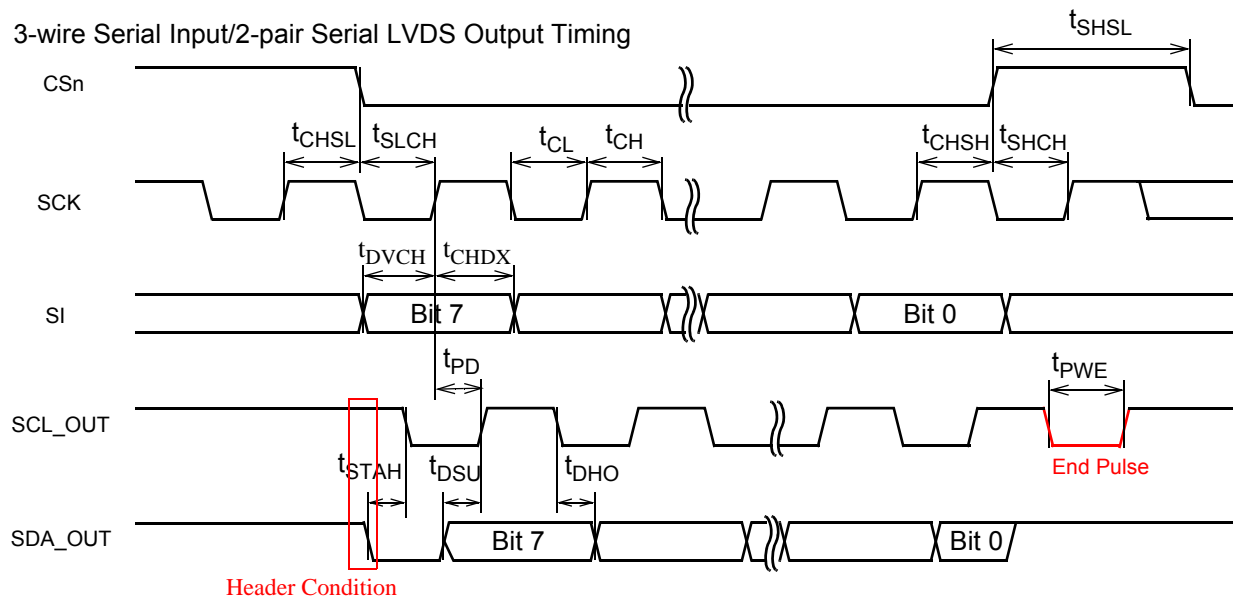 3-wire Serial Input/2-pair Serial LVDS Output Timing
tSHSL
CSn
tCHSL tSLCH tCL tCH tCHSH tSHCH
SCK
tDVCH tCHDX
SI Bit 7 Bit 0
tPD tPWE
SCL_OUT
End Pulse
tSTAH tDSU tDHO
SDA_OUT Bit 7 Bit 0
Header Condition